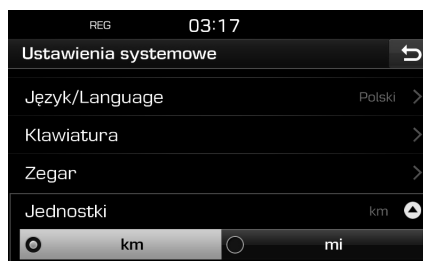 REG 03:17
Ustawienia systemowe
Język/Language Polski
Klawiatura
Zegar
Jednostki km
km mi